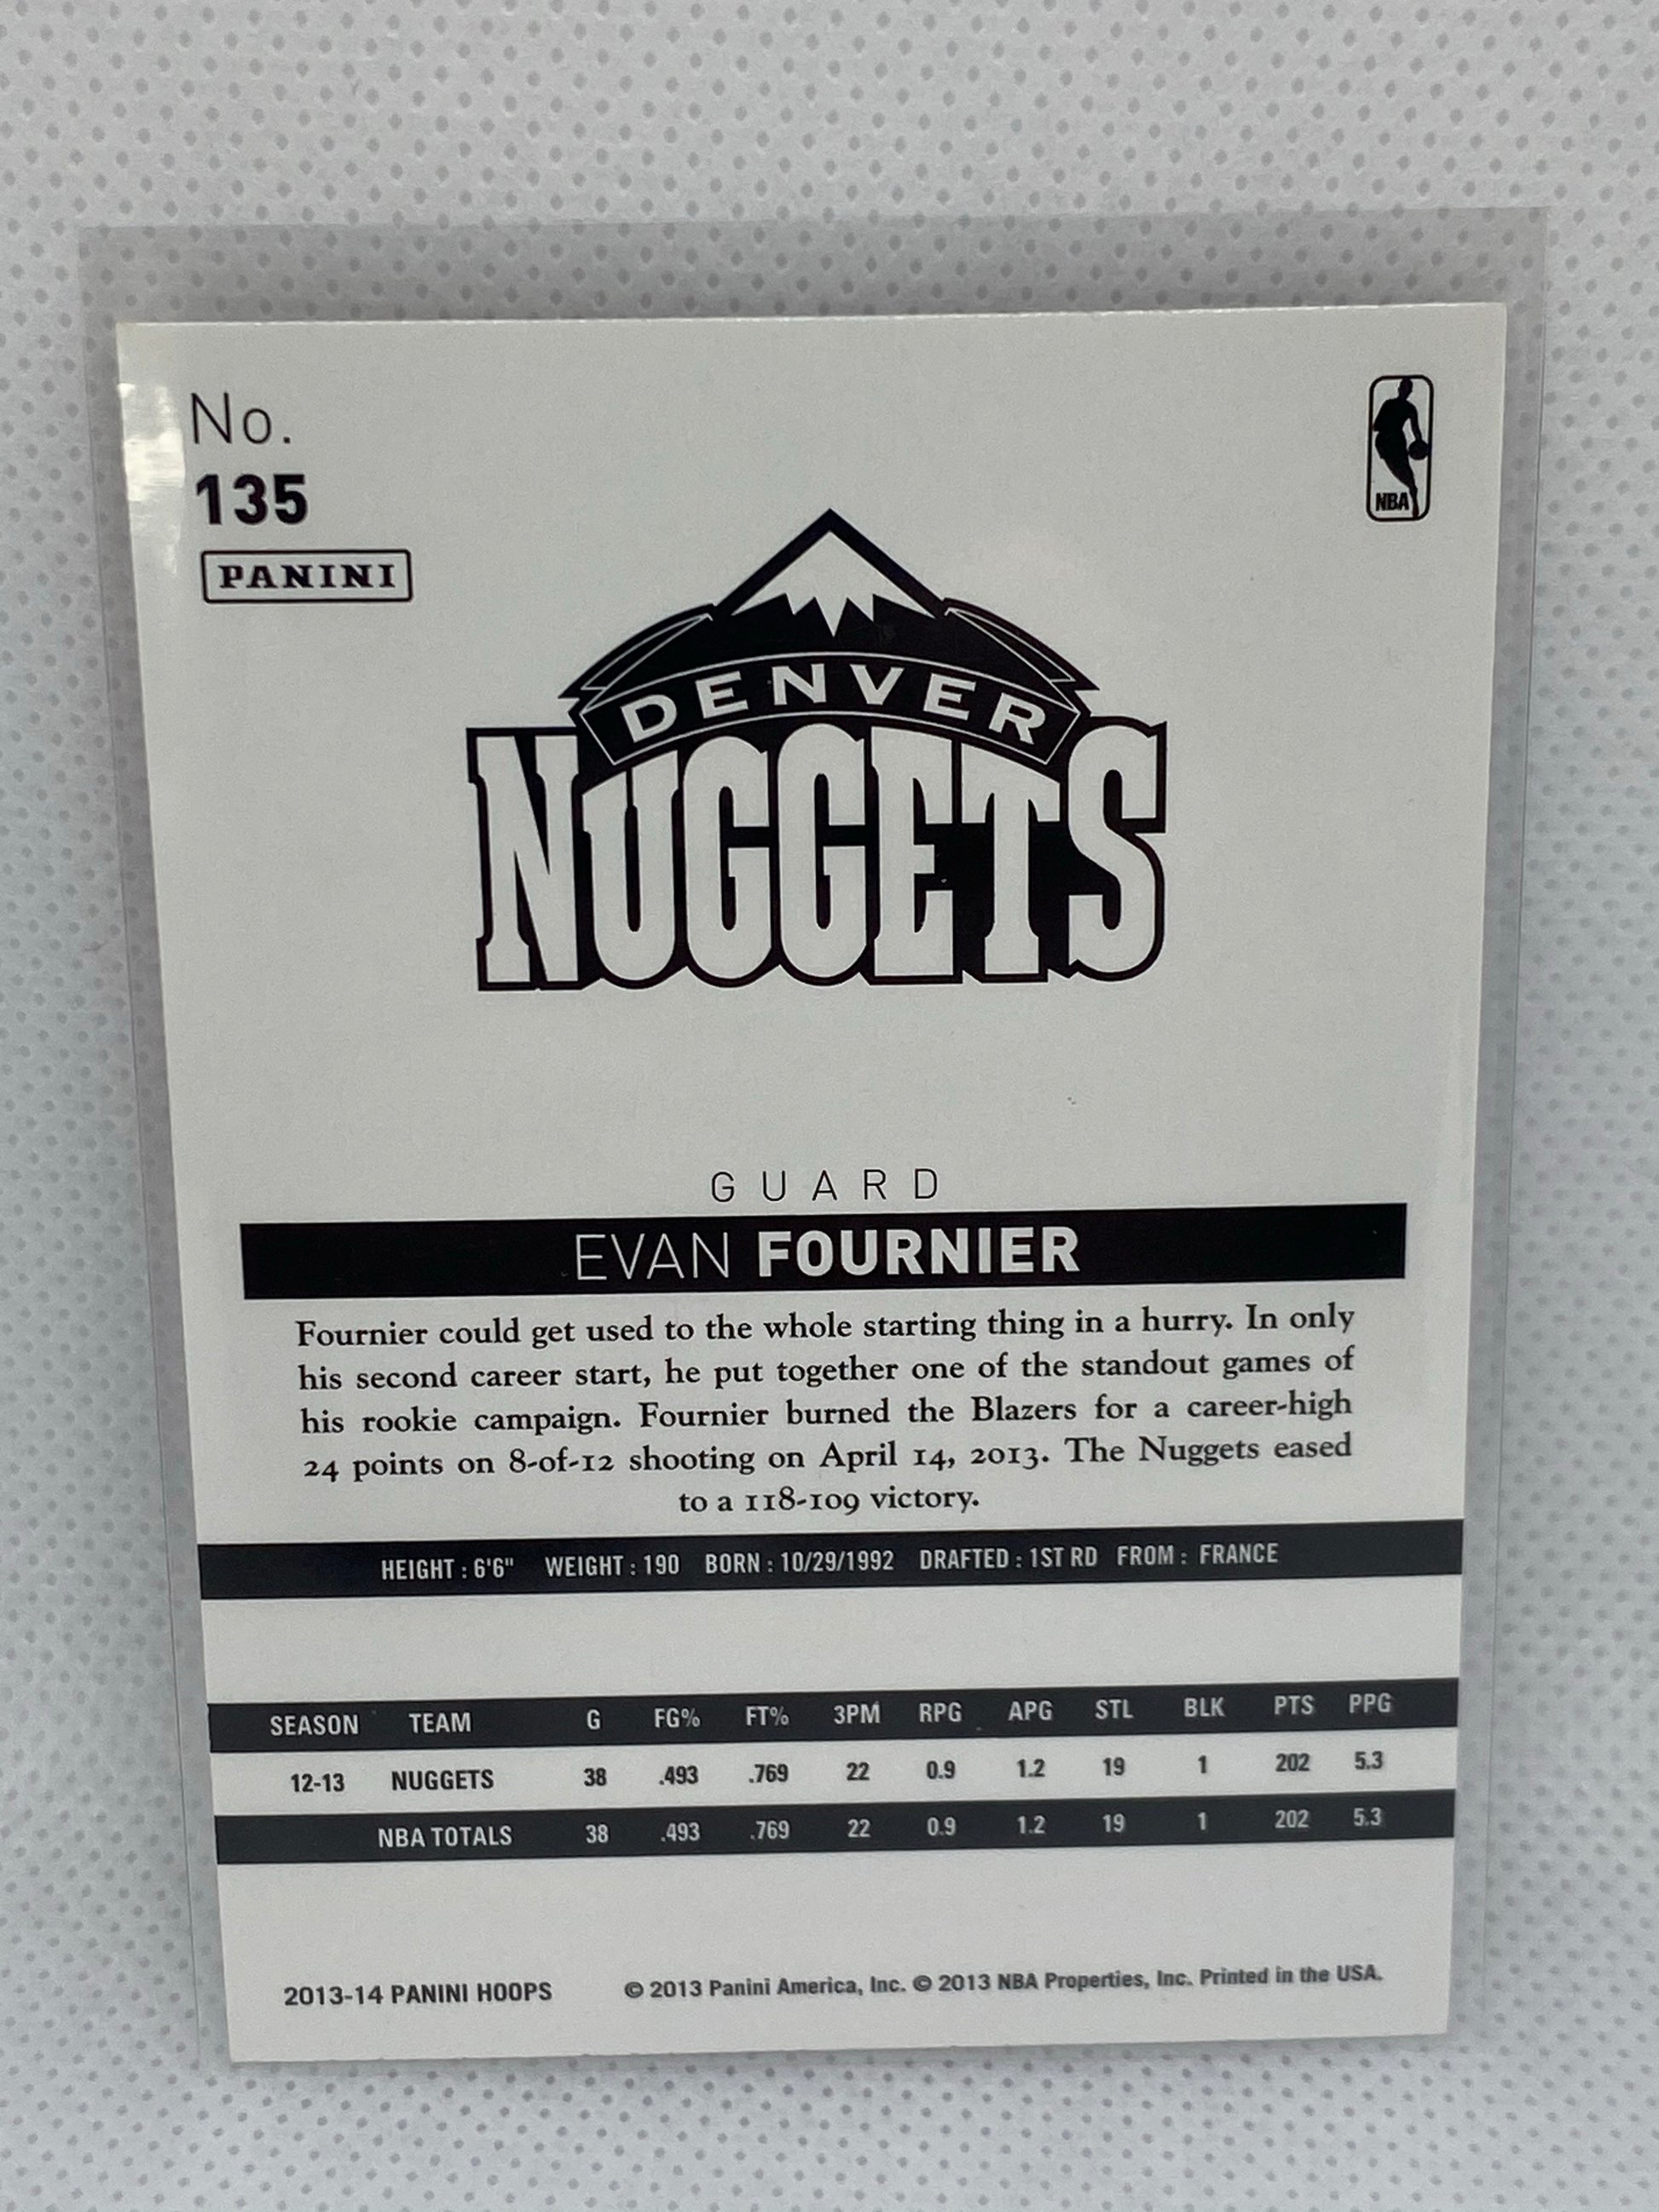 No.
135
PANINI
NBA
DENVER
NUGGETS
GUARD
EVAN FOURNIER
Fournier could get used to the whole starting thing in a hurry. In only
his second career start, he put together one of the standout games of
his rookie campaign. Fournier burned the Blazers for a career-high
24 points on 8-of-12 shooting on April 14, 2013. The Nuggets eased
to a 118-109 victory.
HEIGHT : 6'6" WEIGHT : 190 BORN : 10/29/1992 DRAFTED : 1ST RD FROM : FRANCE
SEASON TEAM G FG% FT% 3PM RPG APG STL BLK PTS PPG
12-13 NUGGETS 38 .493 .769 22 0.9 1.2 19 1 202 5.3
NBA TOTALS 38 .493 .769 22 0.9 1.2 19 1 202 5.3
2013-14 PANINI HOOPS © 2013 Panini America, Inc. © 2013 NBA Properties, Inc. Printed in the USA.